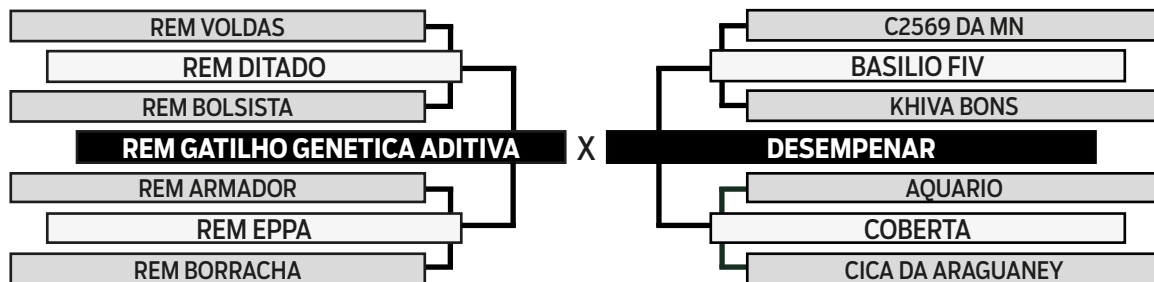 REM VOLDAS
REM DITADO
REM BOLSISTA
REM GATILHO GENETICA ADITIVA
REM ARMADOR
REM EPPA
REM BORRACHA
X
C2569 DA MN
BASILIO FIV
KHIVA BONS
DESEMPENAR
AQUARIO
COBERTA
CICA DA ARAGUANEY